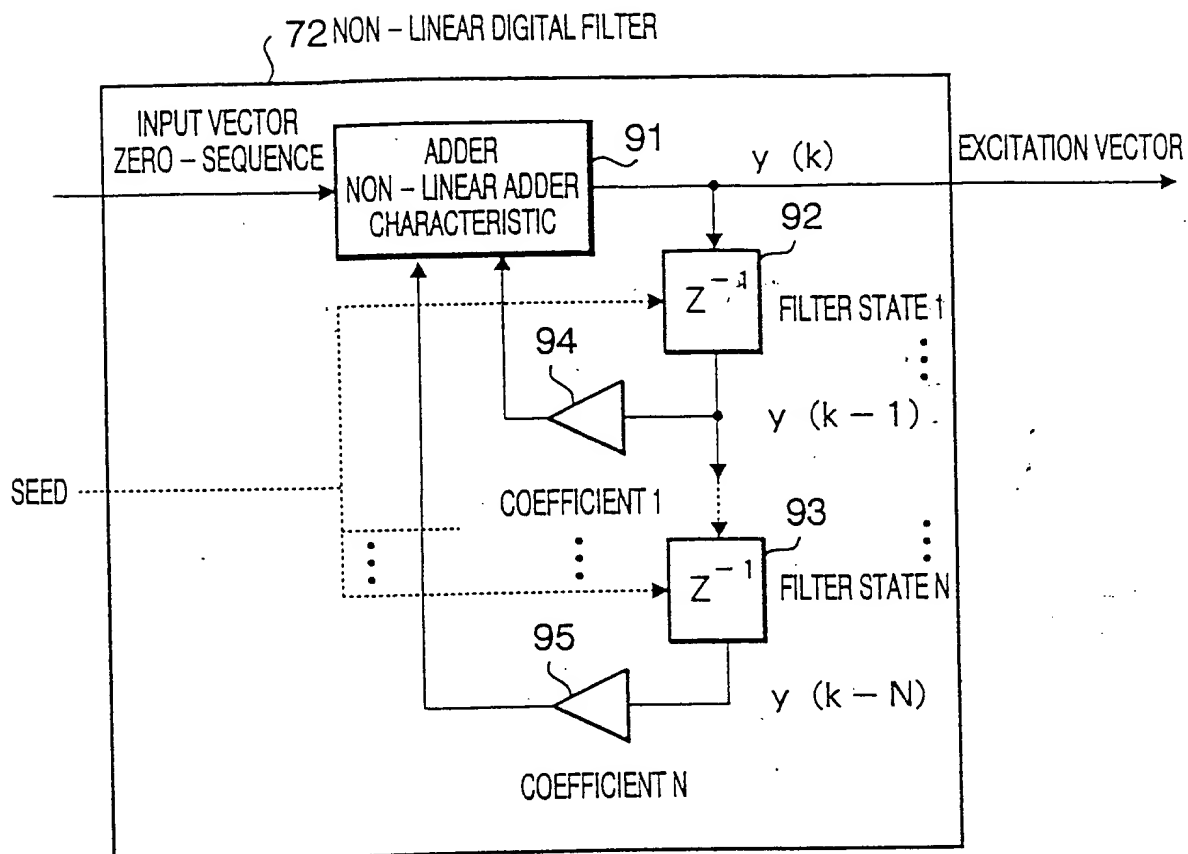 72 NON-LINEAR DIGITAL FILTER
INPUT VECTOR
ZERO-SEQUENCE
ADDER
NON-LINEAR ADDER
CHARACTERISTIC
91
y (k)
EXCITATION VECTOR
92
Z⁻¹
FILTER STATE 1
94
y (k-1)
SEED
COEFFICIENT 1
93
Z⁻¹
FILTER STATE N
95
y (k-N)
COEFFICIENT N